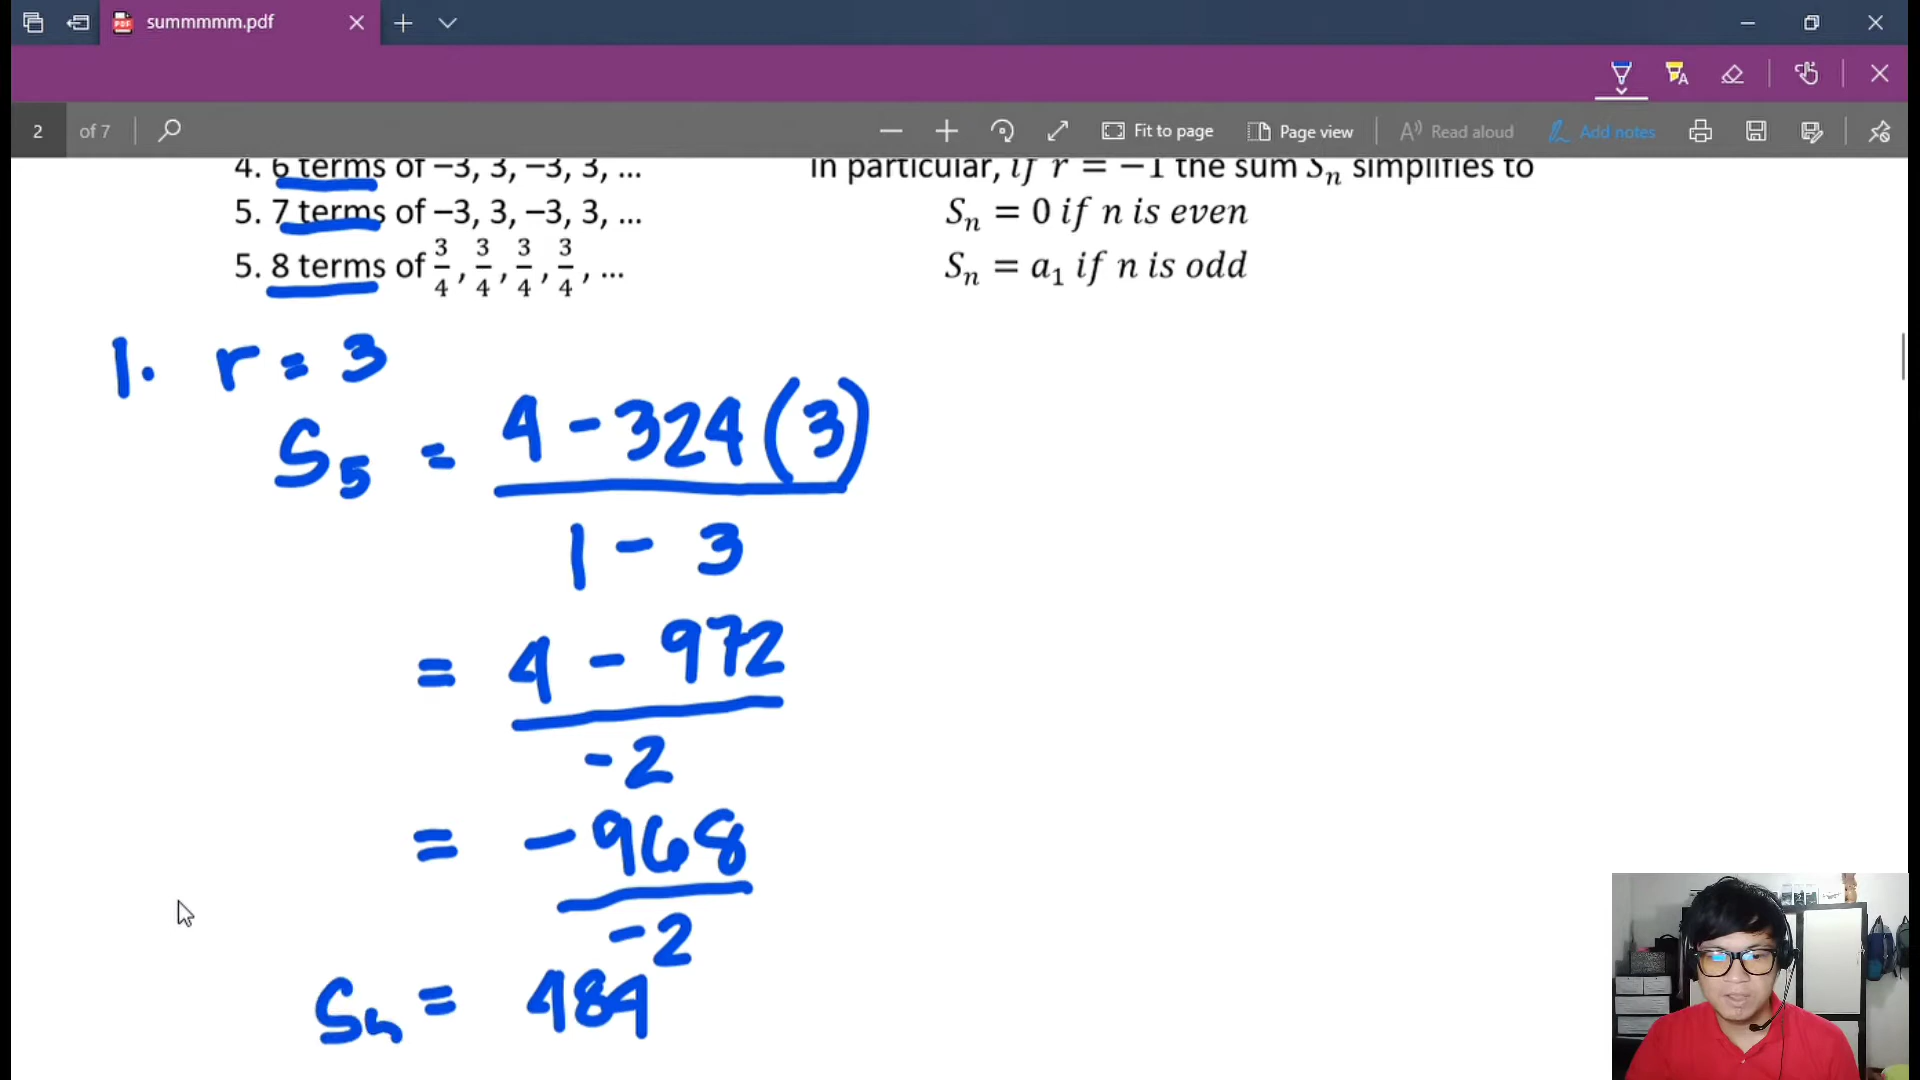 summmmm.pdf
2 of 7 Fit to page Page view Read aloud Add notes
4. 6 terms of −3, 3, −3, 3, ...
In particular, if r = −1 the sum Sₙ simplifies to
5. 7 terms of −3, 3, −3, 3, ...
Sₙ = 0 if n is even
5. 8 terms of 3/4, 3/4, 3/4, 3/4, ...
Sₙ = a₁ if n is odd
1. r = 3
S₅ = 4 - 324(3)
1 - 3
= 4 - 972
-2
= -968
-2
S₅ = 484